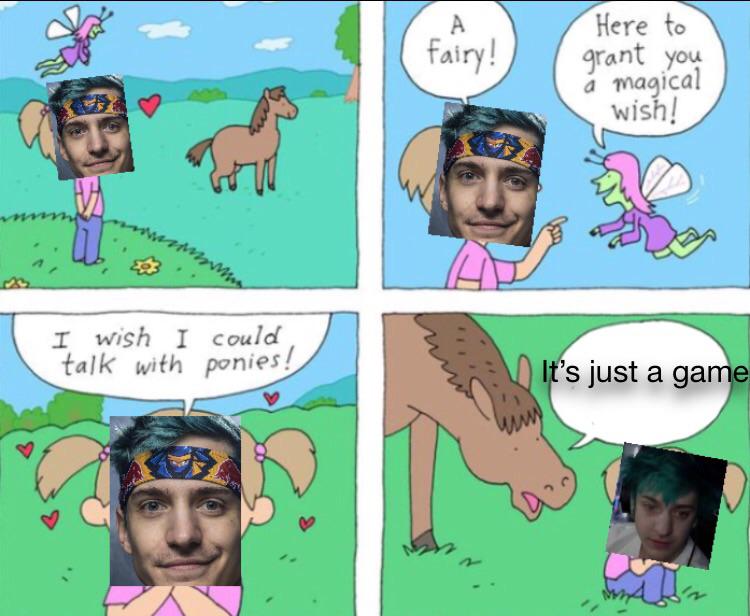 A
fairy!
Here to
grant you
a magical
wish!
I wish I could
talk with ponies!
It's just a game